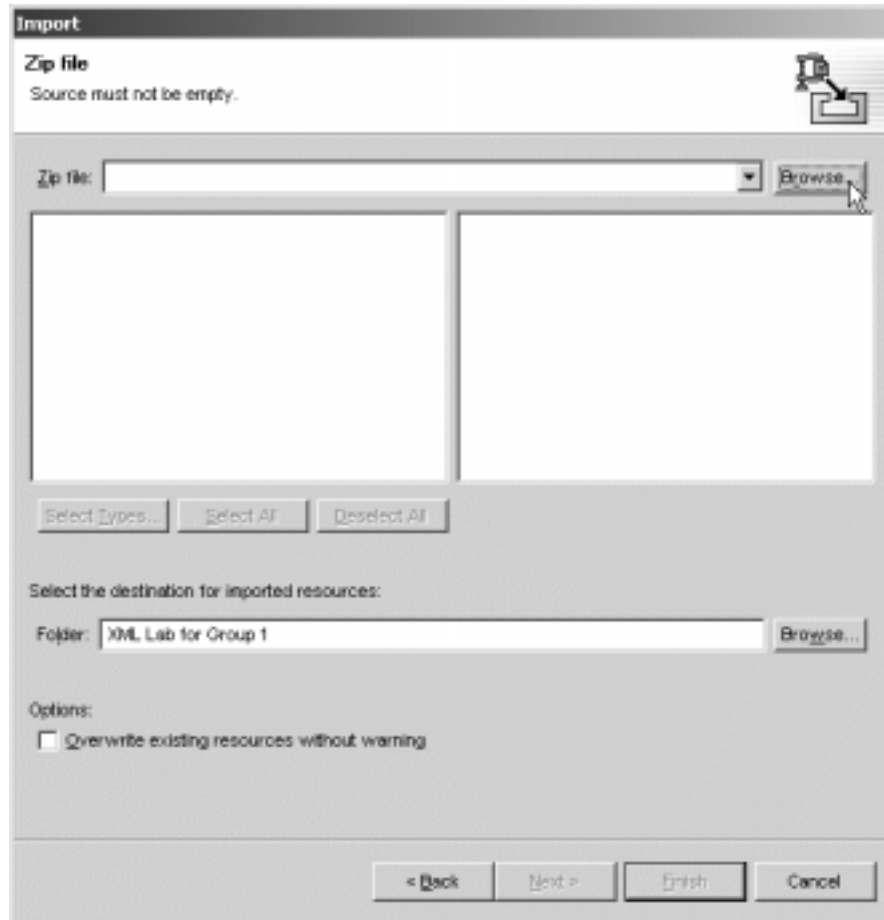 Import
Zip file
Source must not be empty.
Zip file:
Browse...
Select Types...
Select All
Deselect All
Select the destination for imported resources:
Folder:
XML Lab for Group 1
Browse...
Options:
Overwrite existing resources without warning
< Back
Next >
Finish
Cancel